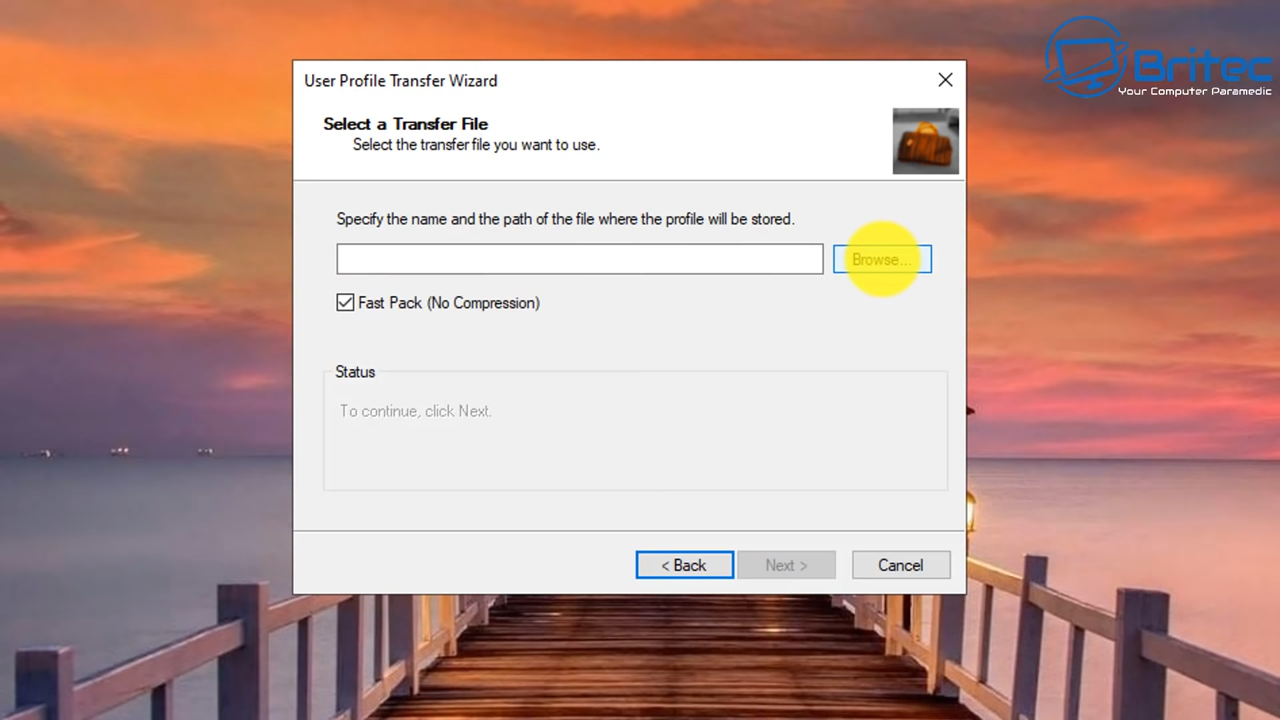 Britec
Your Computer Paramedic
User Profile Transfer Wizard
Select a Transfer File
Select the transfer file you want to use.
Specify the name and the path of the file where the profile will be stored.
Browse...
Fast Pack (No Compression)
Status
To continue, click Next.
< Back
Next >
Cancel